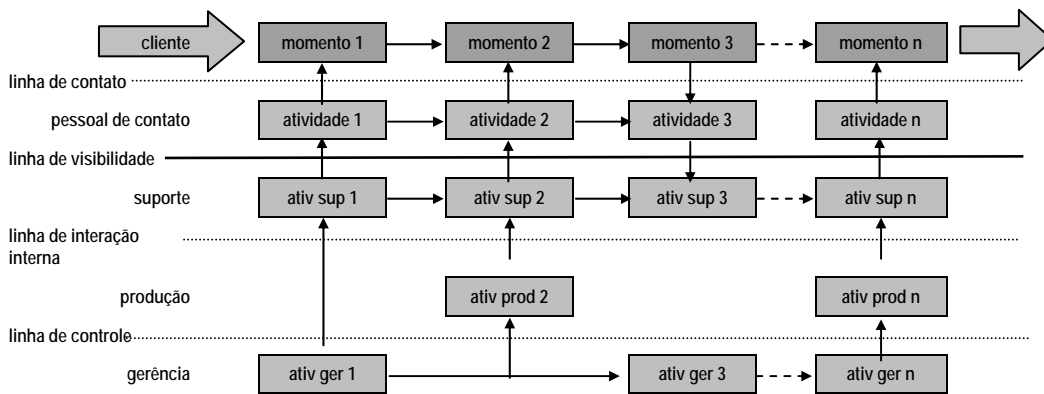 cliente momento 1 momento 2 momento 3 momento n
linha de contato
pessoal de contato atividade 1 atividade 2 atividade 3 atividade n
linha de visibilidade
suporte ativ sup 1 ativ sup 2 ativ sup 3 ativ sup n
linha de interação
interna
produção ativ prod 2 ativ prod n
linha de controle
gerência ativ ger 1 ativ ger 3 ativ ger n